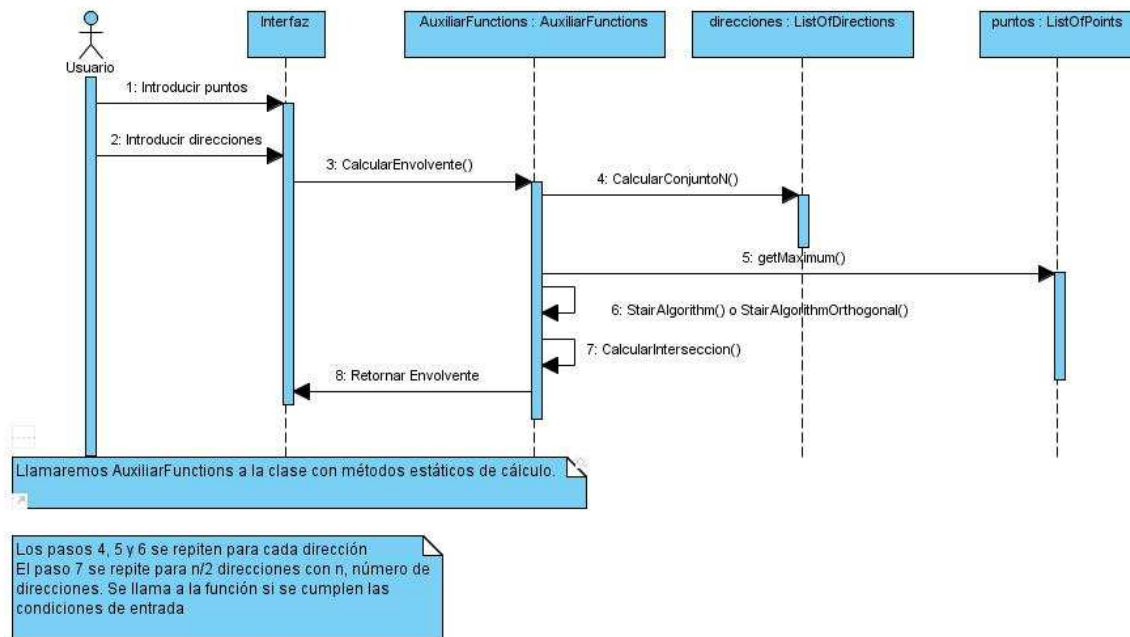 Interfaz
AuxiliarFunctions : AuxiliarFunctions
direcciones : ListOfDirections
puntos : ListOfPoints
Usuario
1: Introducir puntos
2: Introducir direcciones
3: CalcularEnvolvente()
4: CalcularConjuntoN()
5: getMaximum()
6: StairAlgorithm() o StairAlgorithmOrthogonal()
7: CalcularInterseccion()
8: Retornar Envolvente
Llamaremos AuxiliarFunctions a la clase con métodos estáticos de cálculo.
Los pasos 4, 5 y 6 se repiten para cada dirección
El paso 7 se repite para n/2 direcciones con n, número de
direcciones. Se llama a la función si se cumplen las
condiciones de entrada